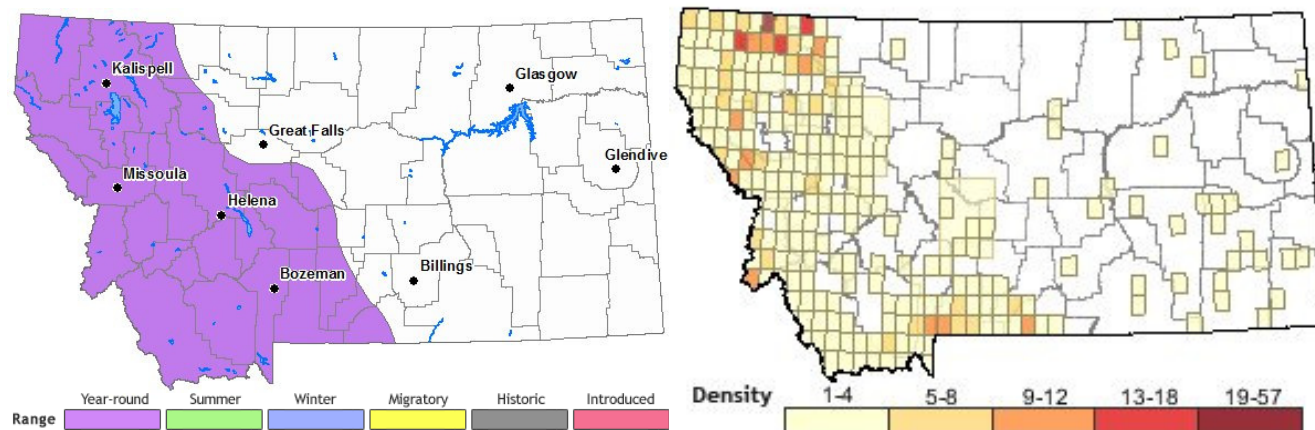 Kalispell
Glasgow
Great Falls
Glendive
Missoula
Helena
Billings
Bozeman
Range
Year-round
Summer
Winter
Migratory
Historic
Introduced
Density
1-4
5-8
9-12
13-18
19-57